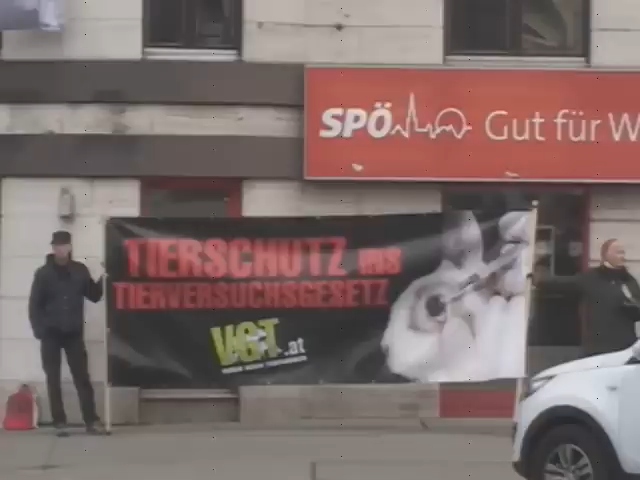 SPÖ Gut für W
TIERSCHUTZ ins
TIERVERSUCHSGESETZ
VGT.at